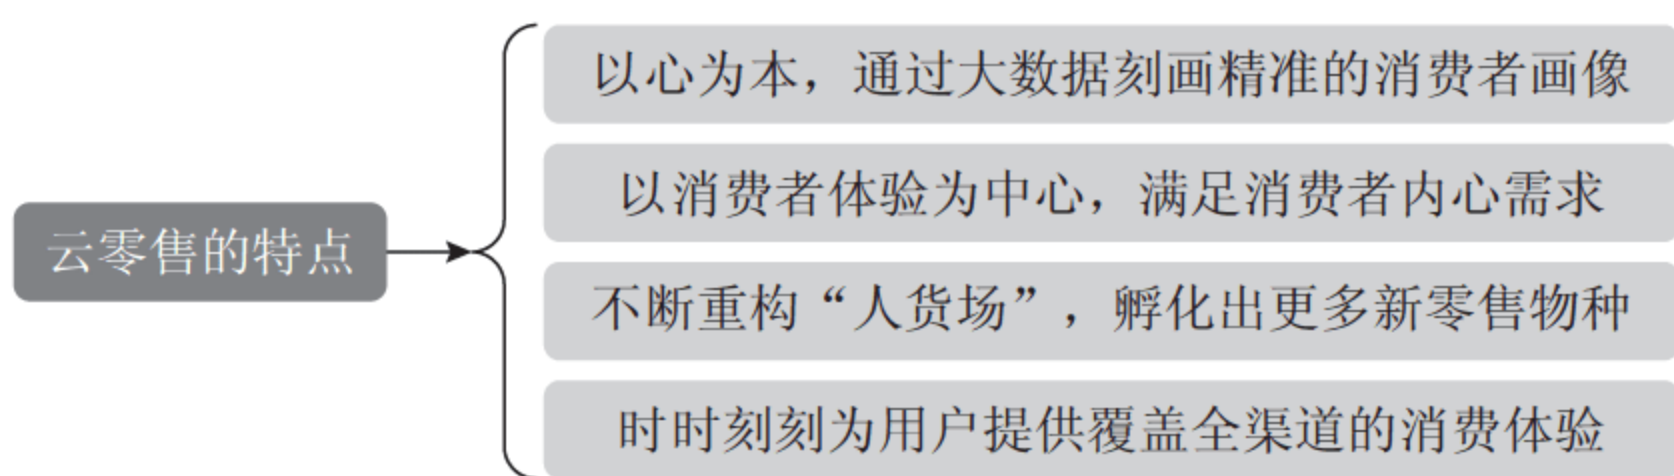 云零售的特点
以心为本，通过大数据刻画精准的消费者画像
以消费者体验为中心，满足消费者内心需求
不断重构“人货场”，孵化出更多新零售物种
时时刻刻为用户提供覆盖全渠道的消费体验